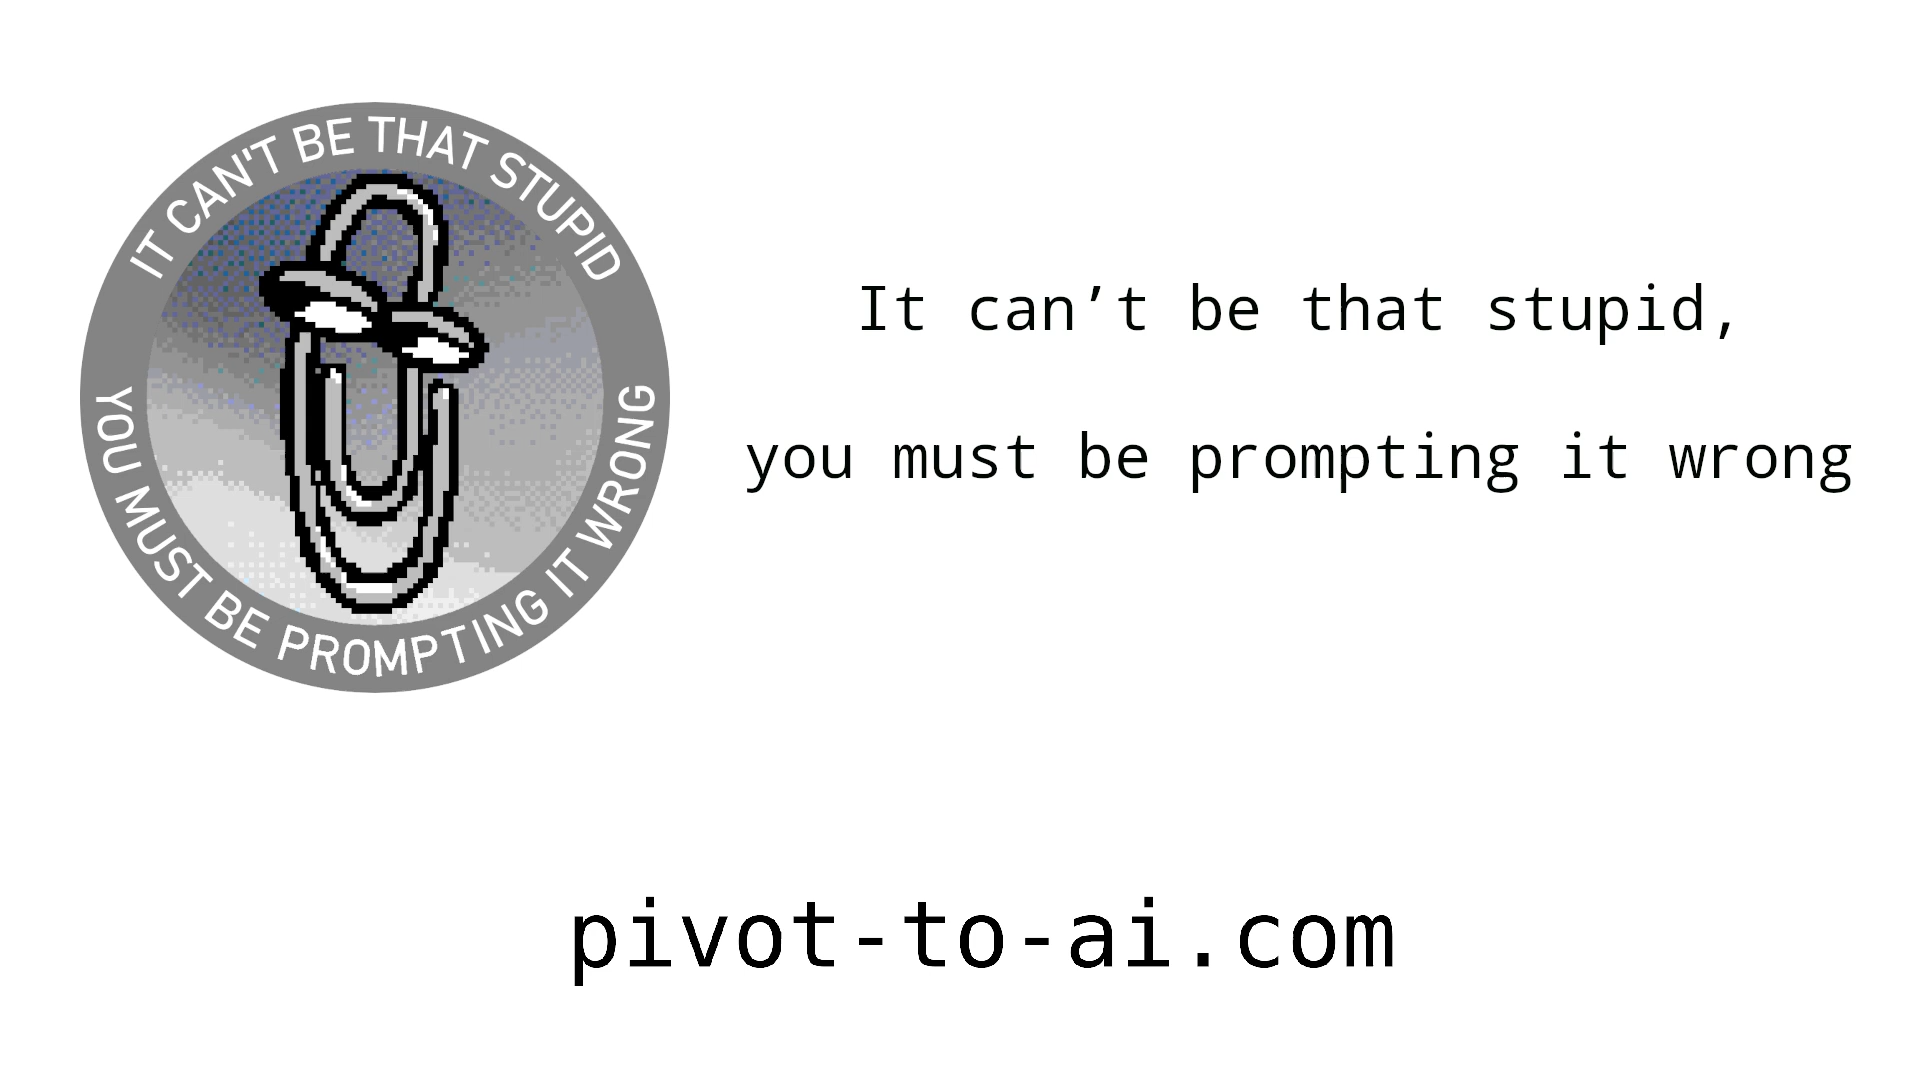 IT CAN'T BE THAT STUPID
YOU MUST BE PROMPTING IT WRONG
It can’t be that stupid,
you must be prompting it wrong
pivot-to-ai.com